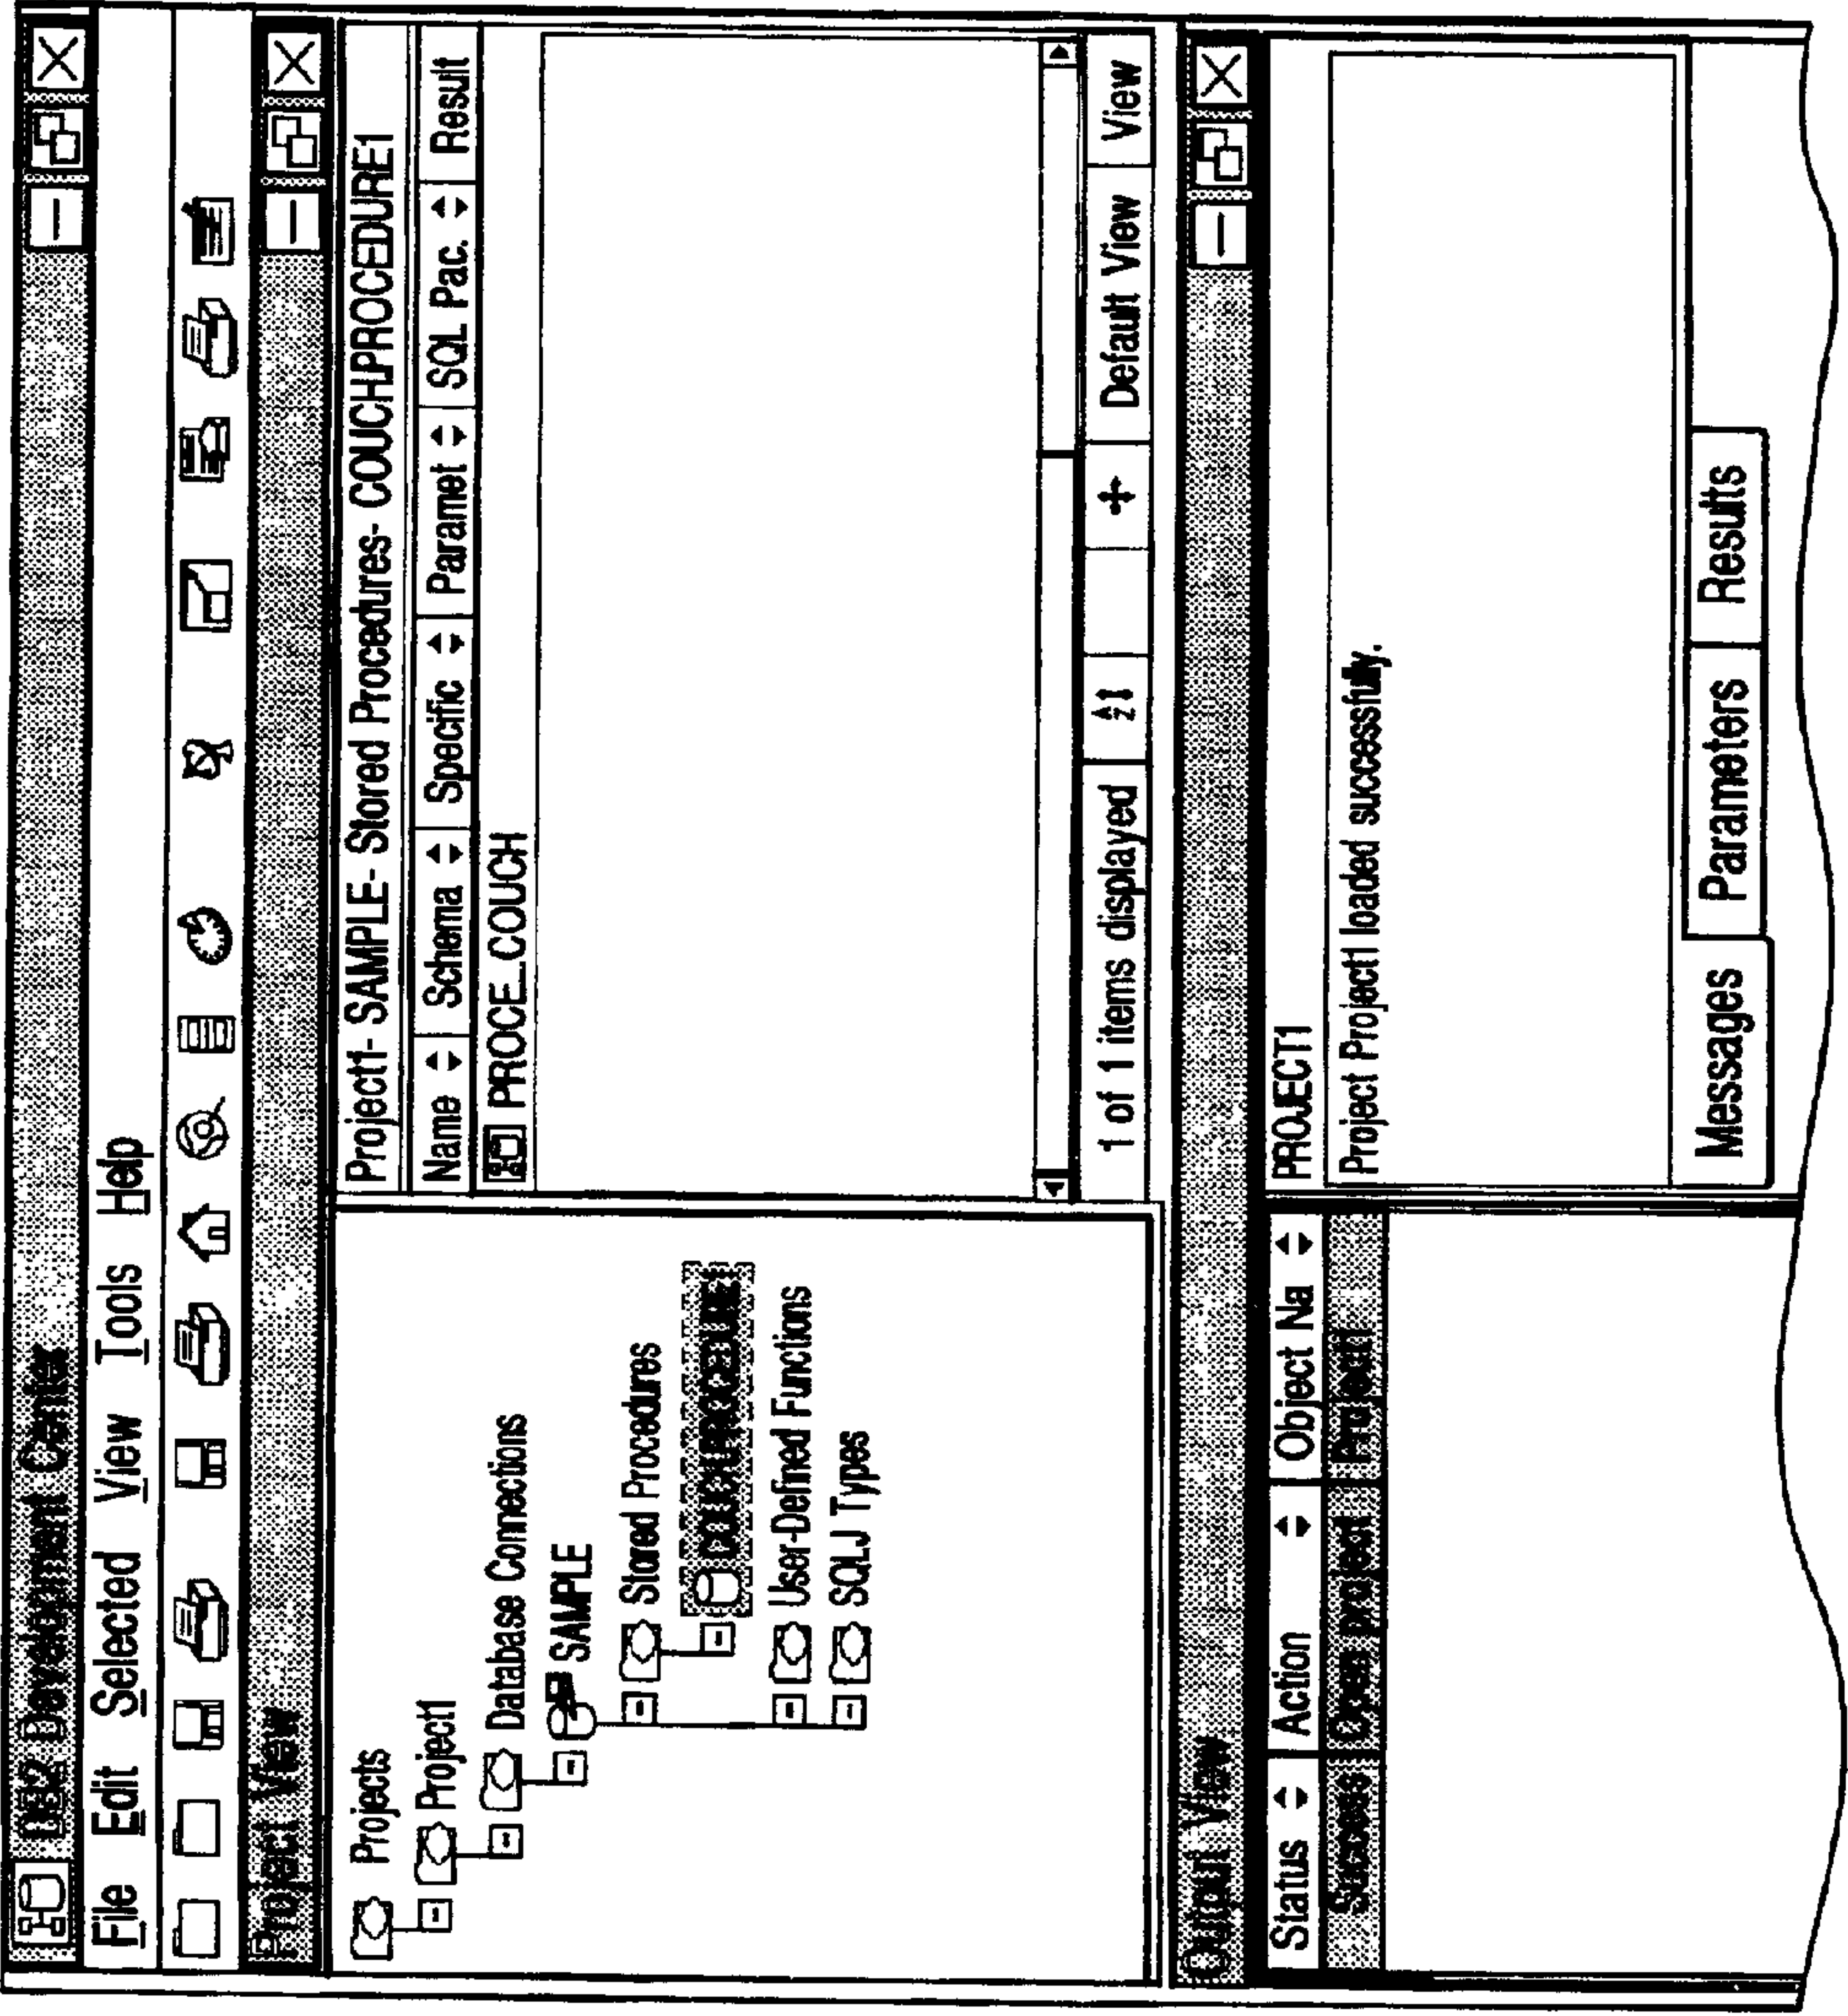 DB2 Development Center
File Edit Selected View Tools Help
Project View
Projects
Project1
Database Connections
SAMPLE
Stored Procedures
User-Defined Functions
SQLJ Types
Project1- SAMPLE- Stored Procedures- COUCH.PROCEDURE1
Name Schema Specific Paramet SQL Pac. Result
PROCE_COUCH
1 of 1 items displayed Default View View
Output View
Status Action Object Na
Success Open project Project1
PROJECT1
Project Project1 loaded successfully.
Messages Parameters Results